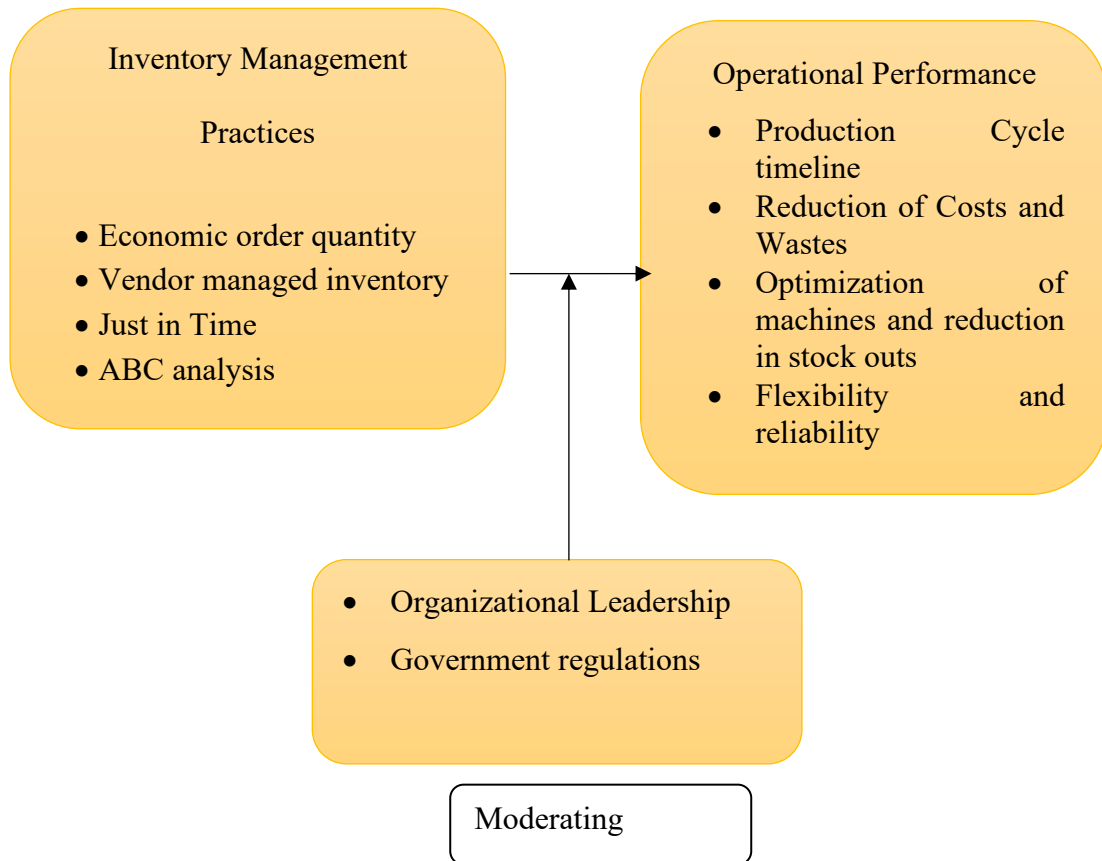 Inventory Management
Practices
• Economic order quantity
• Vendor managed inventory
• Just in Time
• ABC analysis
Operational Performance
• Production Cycle
timeline
• Reduction of Costs and
Wastes
• Optimization of
machines and reduction
in stock outs
• Flexibility and
reliability
• Organizational Leadership
• Government regulations
Moderating